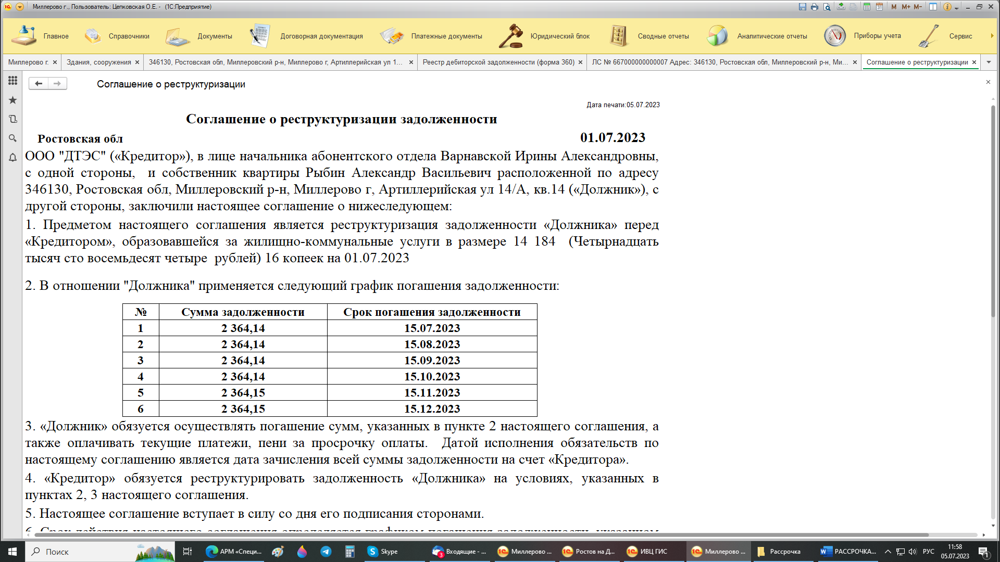 Миллерово г., Пользователь: Цепковская О.Е. - (1С:Предприятие)
M M+ M-
Главное
Справочники
Документы
Договорная документация
Платежные документы
Юридический блок
Сводные отчеты
Аналитические отчеты
Приборы учета
Сервис
Миллерово г.
Здания, сооружения
346130, Ростовская обл, Миллеровский р-н, Миллерово г, Артиллерийская ул 1...
Реестр дебиторской задолженности (форма 360)
ЛС № 667000000000007 Адрес: 346130, Ростовская обл, Миллеровский р-н, Ми...
Соглашение о реструктуризации
Соглашение о реструктуризации
Дата печати:05.07.2023
Соглашение о реструктуризации задолженности
Ростовская обл 01.07.2023
ООО "ДТЭС" («Кредитор»), в лице начальника абонентского отдела Варнавской Ирины Александровны,
с одной стороны, и собственник квартиры Рыбин Александр Васильевич расположенной по адресу
346130, Ростовская обл, Миллеровский р-н, Миллерово г, Артиллерийская ул 14/А, кв.14 («Должник»), с
другой стороны, заключили настоящее соглашение о нижеследующем:
1. Предметом настоящего соглашения является реструктуризация задолженности «Должника» перед
«Кредитором», образовавшейся за жилищно-коммунальные услуги в размере 14 184 (Четырнадцать
тысяч сто восемьдесят четыре рублей) 16 копеек на 01.07.2023
2. В отношении "Должника" применяется следующий график погашения задолженности:
№ Сумма задолженности Срок погашения задолженности
1 2 364,14 15.07.2023
2 2 364,14 15.08.2023
3 2 364,14 15.09.2023
4 2 364,14 15.10.2023
5 2 364,15 15.11.2023
6 2 364,15 15.12.2023
3. «Должник» обязуется осуществлять погашение сумм, указанных в пункте 2 настоящего соглашения, а
также оплачивать текущие платежи, пени за просрочку оплаты. Датой исполнения обязательств по
настоящему соглашению является дата зачисления всей суммы задолженности на счет «Кредитора».
4. «Кредитор» обязуется реструктурировать задолженность «Должника» на условиях, указанных в
пунктах 2, 3 настоящего соглашения.
5. Настоящее соглашение вступает в силу со дня его подписания сторонами.
6. Срок действия настоящего соглашения определяется графиком погашения задолженности, указанном
Поиск
АРМ «Специ...
Skype
Входящие - ...
3
Миллерово ...
Ростов на Д...
ИВЦ ГИС
Миллерово ...
Рассрочка
РАССРОЧКА...
РУС
11:58
05.07.2023
1